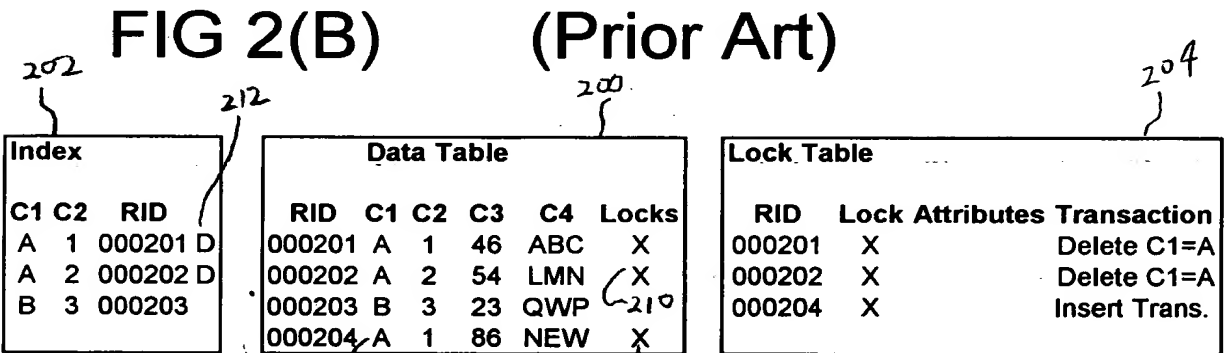 FIG 2(B) (Prior Art)
202
212
200
204
Index
C1 C2 RID
A 1 000201 D
A 2 000202 D
B 3 000203
Data Table
RID C1 C2 C3 C4 Locks
000201 A 1 46 ABC X
000202 A 2 54 LMN X
000203 B 3 23 QWP 210
000204 A 1 86 NEW X
Lock Table
RID Lock Attributes Transaction
000201 X Delete C1=A
000202 X Delete C1=A
000204 X Insert Trans.